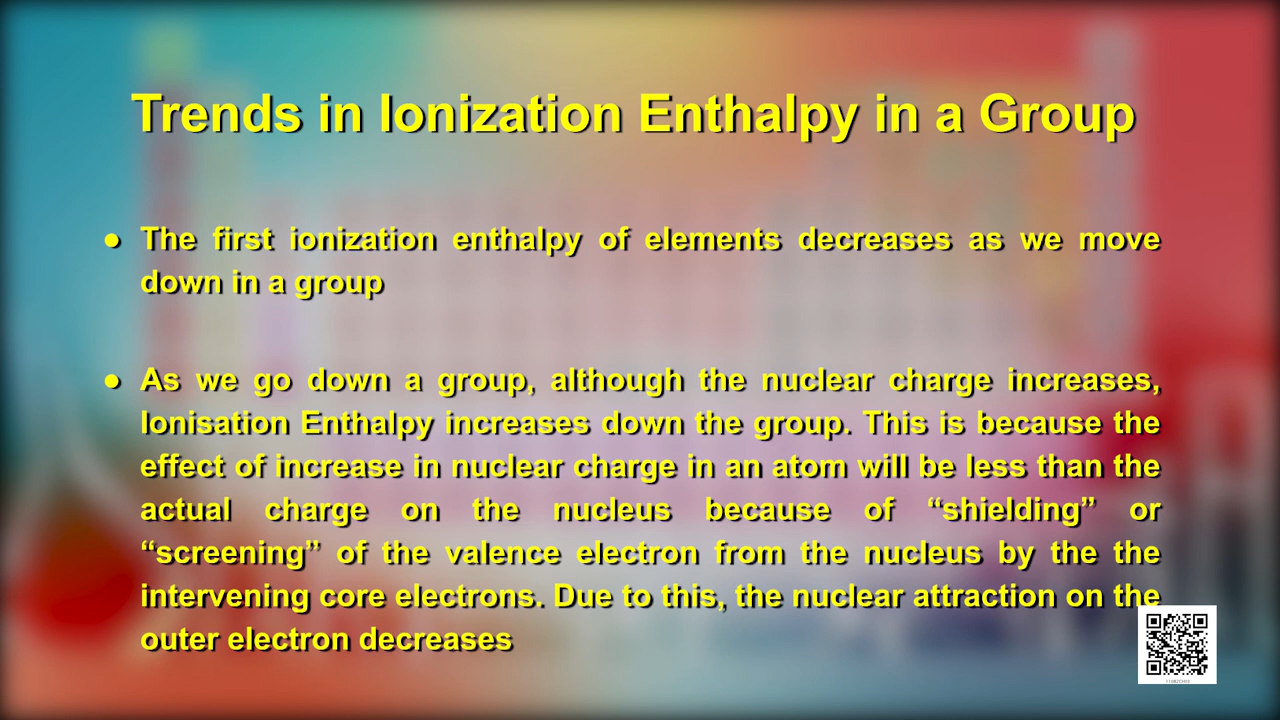 Trends in Ionization Enthalpy in a Group
● The first ionization enthalpy of elements decreases as we move
down in a group
● As we go down a group, although the nuclear charge increases,
Ionisation Enthalpy increases down the group. This is because the
effect of increase in nuclear charge in an atom will be less than the
actual charge on the nucleus because of “shielding” or
“screening” of the valence electron from the nucleus by the the
intervening core electrons. Due to this, the nuclear attraction on the
outer electron decreases